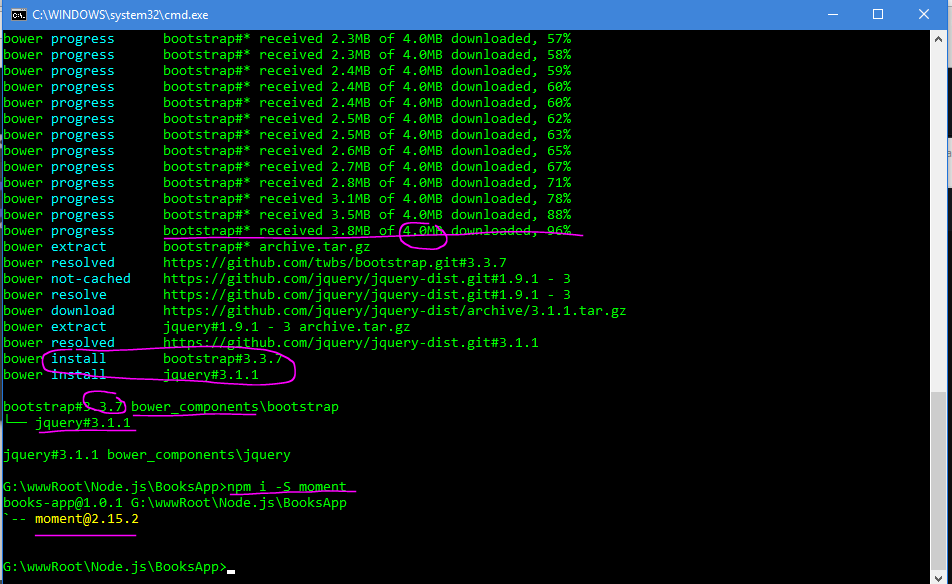 C:\WINDOWS\system32\cmd.exe
bower progress bootstrap#* received 2.3MB of 4.0MB downloaded, 57%
bower progress bootstrap#* received 2.3MB of 4.0MB downloaded, 58%
bower progress bootstrap#* received 2.4MB of 4.0MB downloaded, 59%
bower progress bootstrap#* received 2.4MB of 4.0MB downloaded, 60%
bower progress bootstrap#* received 2.4MB of 4.0MB downloaded, 60%
bower progress bootstrap#* received 2.5MB of 4.0MB downloaded, 62%
bower progress bootstrap#* received 2.5MB of 4.0MB downloaded, 63%
bower progress bootstrap#* received 2.6MB of 4.0MB downloaded, 65%
bower progress bootstrap#* received 2.7MB of 4.0MB downloaded, 67%
bower progress bootstrap#* received 2.8MB of 4.0MB downloaded, 71%
bower progress bootstrap#* received 3.1MB of 4.0MB downloaded, 78%
bower progress bootstrap#* received 3.5MB of 4.0MB downloaded, 88%
bower progress bootstrap#* received 3.8MB of 4.0MB downloaded, 96%
bower extract bootstrap#* archive.tar.gz
bower resolved https://github.com/twbs/bootstrap.git#3.3.7
bower not-cached https://github.com/jquery/jquery-dist.git#1.9.1 - 3
bower resolve https://github.com/jquery/jquery-dist.git#1.9.1 - 3
bower download https://github.com/jquery/jquery-dist/archive/3.1.1.tar.gz
bower extract jquery#1.9.1 - 3 archive.tar.gz
bower resolved https://github.com/jquery/jquery-dist.git#3.1.1
bower install bootstrap#3.3.7
bower install jquery#3.1.1
bootstrap#3.3.7 bower_components\bootstrap
└── jquery#3.1.1
jquery#3.1.1 bower_components\jquery
G:\wwwRoot\Node.js\BooksApp>npm i -S moment
books-app@1.0.1 G:\wwwRoot\Node.js\BooksApp
`-- moment@2.15.2
G:\wwwRoot\Node.js\BooksApp>